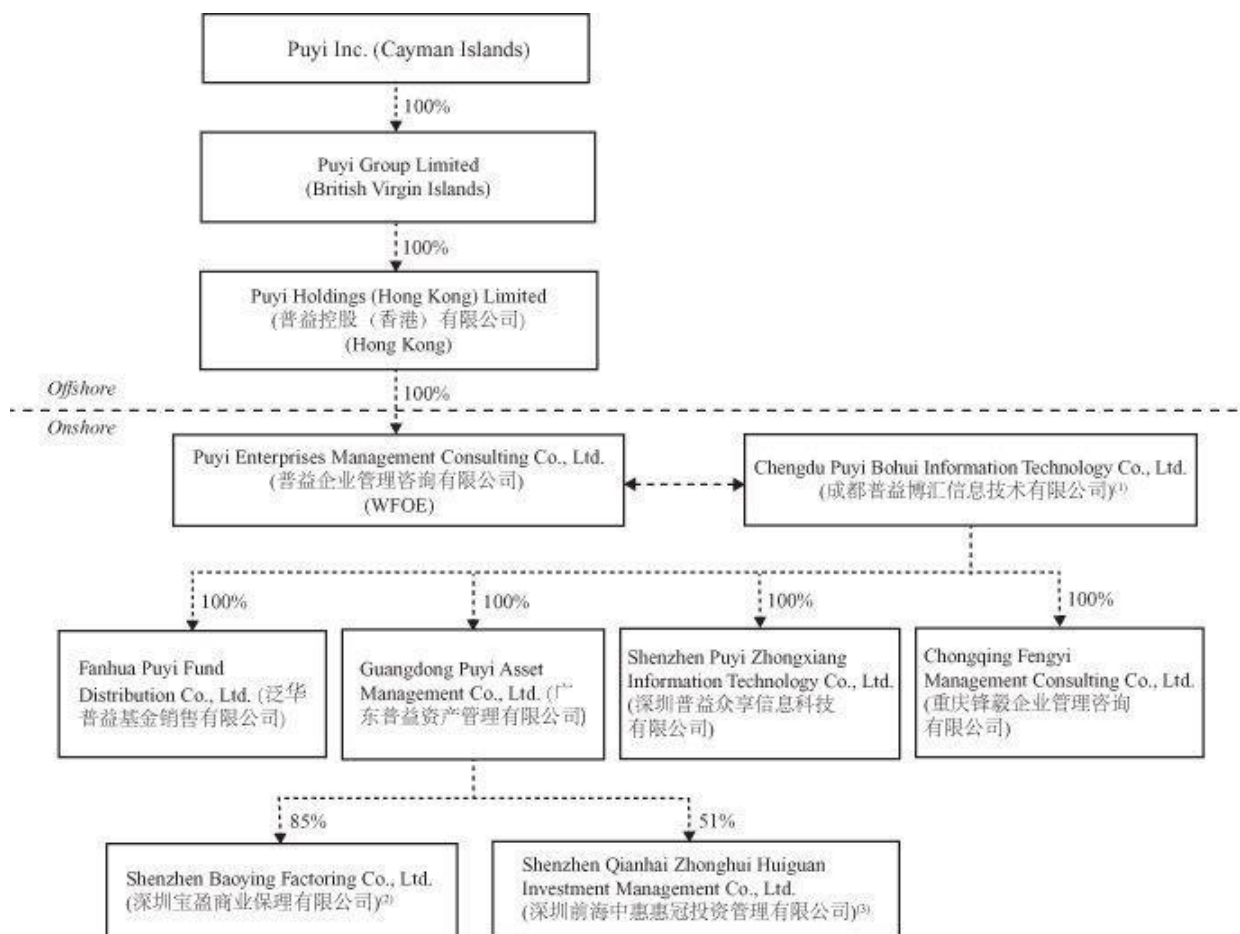 Puyi Inc. (Cayman Islands)
100%
Puyi Group Limited
(British Virgin Islands)
100%
Puyi Holdings (Hong Kong) Limited
(普益控股（香港）有限公司)
(Hong Kong)
Offshore
100%
Onshore
Puyi Enterprises Management Consulting Co., Ltd.
(普益企业管理咨询有限公司)
(WFOE)
Chengdu Puyi Bohui Information Technology Co., Ltd.
(成都普益博汇信息技术有限公司)(1)
100%
100%
100%
100%
Fanhua Puyi Fund
Distribution Co., Ltd. (泛华
普益基金销售有限公司)
Guangdong Puyi Asset
Management Co., Ltd. (广
东普益资产管理有限公司)
Shenzhen Puyi Zhongxiang
Information Technology Co., Ltd.
(深圳普益众享信息科技
有限公司)
Chongqing Fengyi
Management Consulting Co., Ltd.
(重庆锋毅企业管理咨询
有限公司)
85%
51%
Shenzhen Baoying Factoring Co., Ltd.
(深圳宝盈商业保理有限公司)(2)
Shenzhen Qianhai Zhonghui Huiguan
Investment Management Co., Ltd.
(深圳前海中惠惠冠投资管理有限公司)(3)